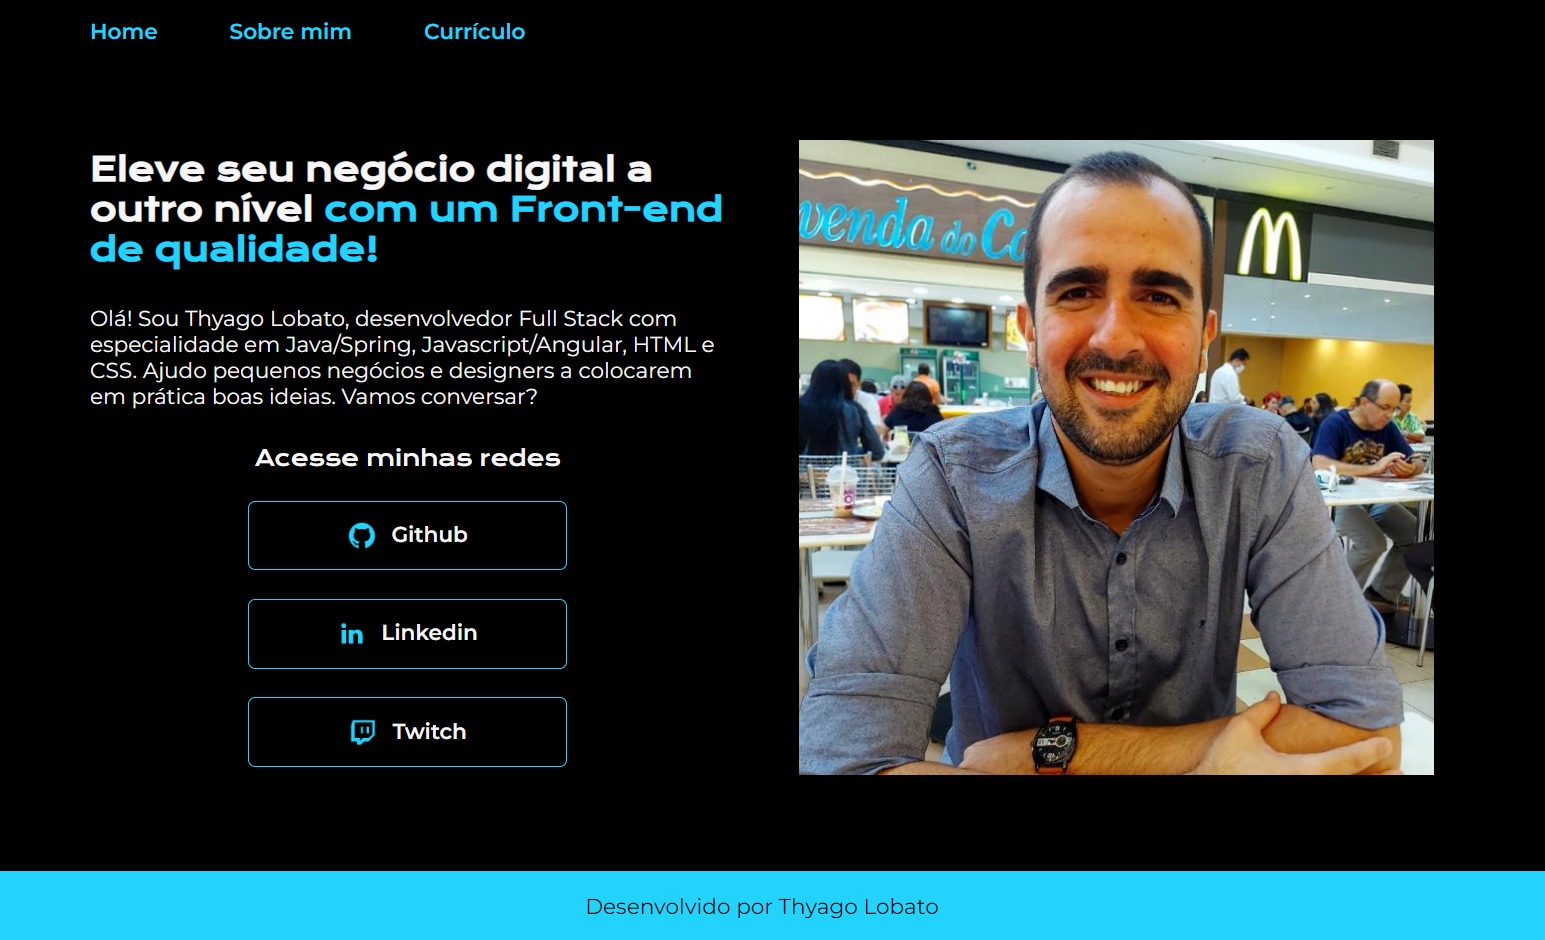 Home Sobre mim Currículo
Eleve seu negócio digital a
outro nível com um Front-end
de qualidade!
Olá! Sou Thyago Lobato, desenvolvedor Full Stack com
especialidade em Java/Spring, Javascript/Angular, HTML e
CSS. Ajudo pequenos negócios e designers a colocarem
em prática boas ideias. Vamos conversar?
Acesse minhas redes
Github
Linkedin
Twitch
venda do Co
M
Desenvolvido por Thyago Lobato